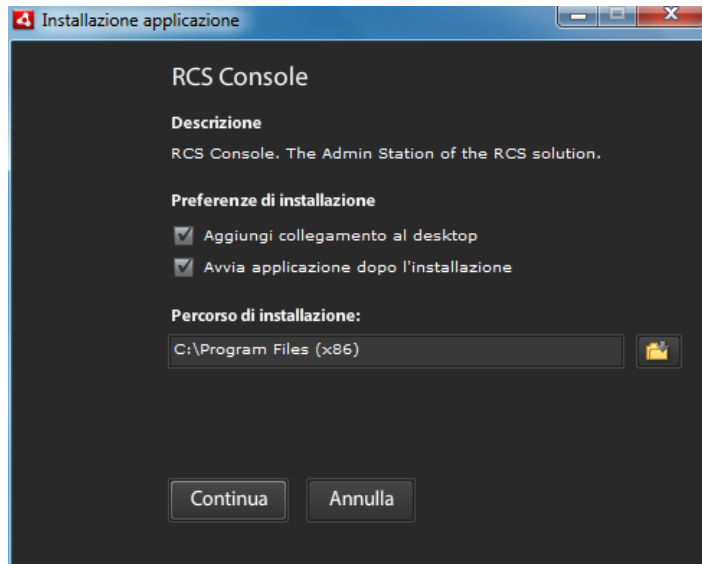 Installazione applicazione
RCS Console
Descrizione
RCS Console. The Admin Station of the RCS solution.
Preferenze di installazione
Aggiungi collegamento al desktop
Avvia applicazione dopo l'installazione
Percorso di installazione:
C:\Program Files (x86)
Continua
Annulla